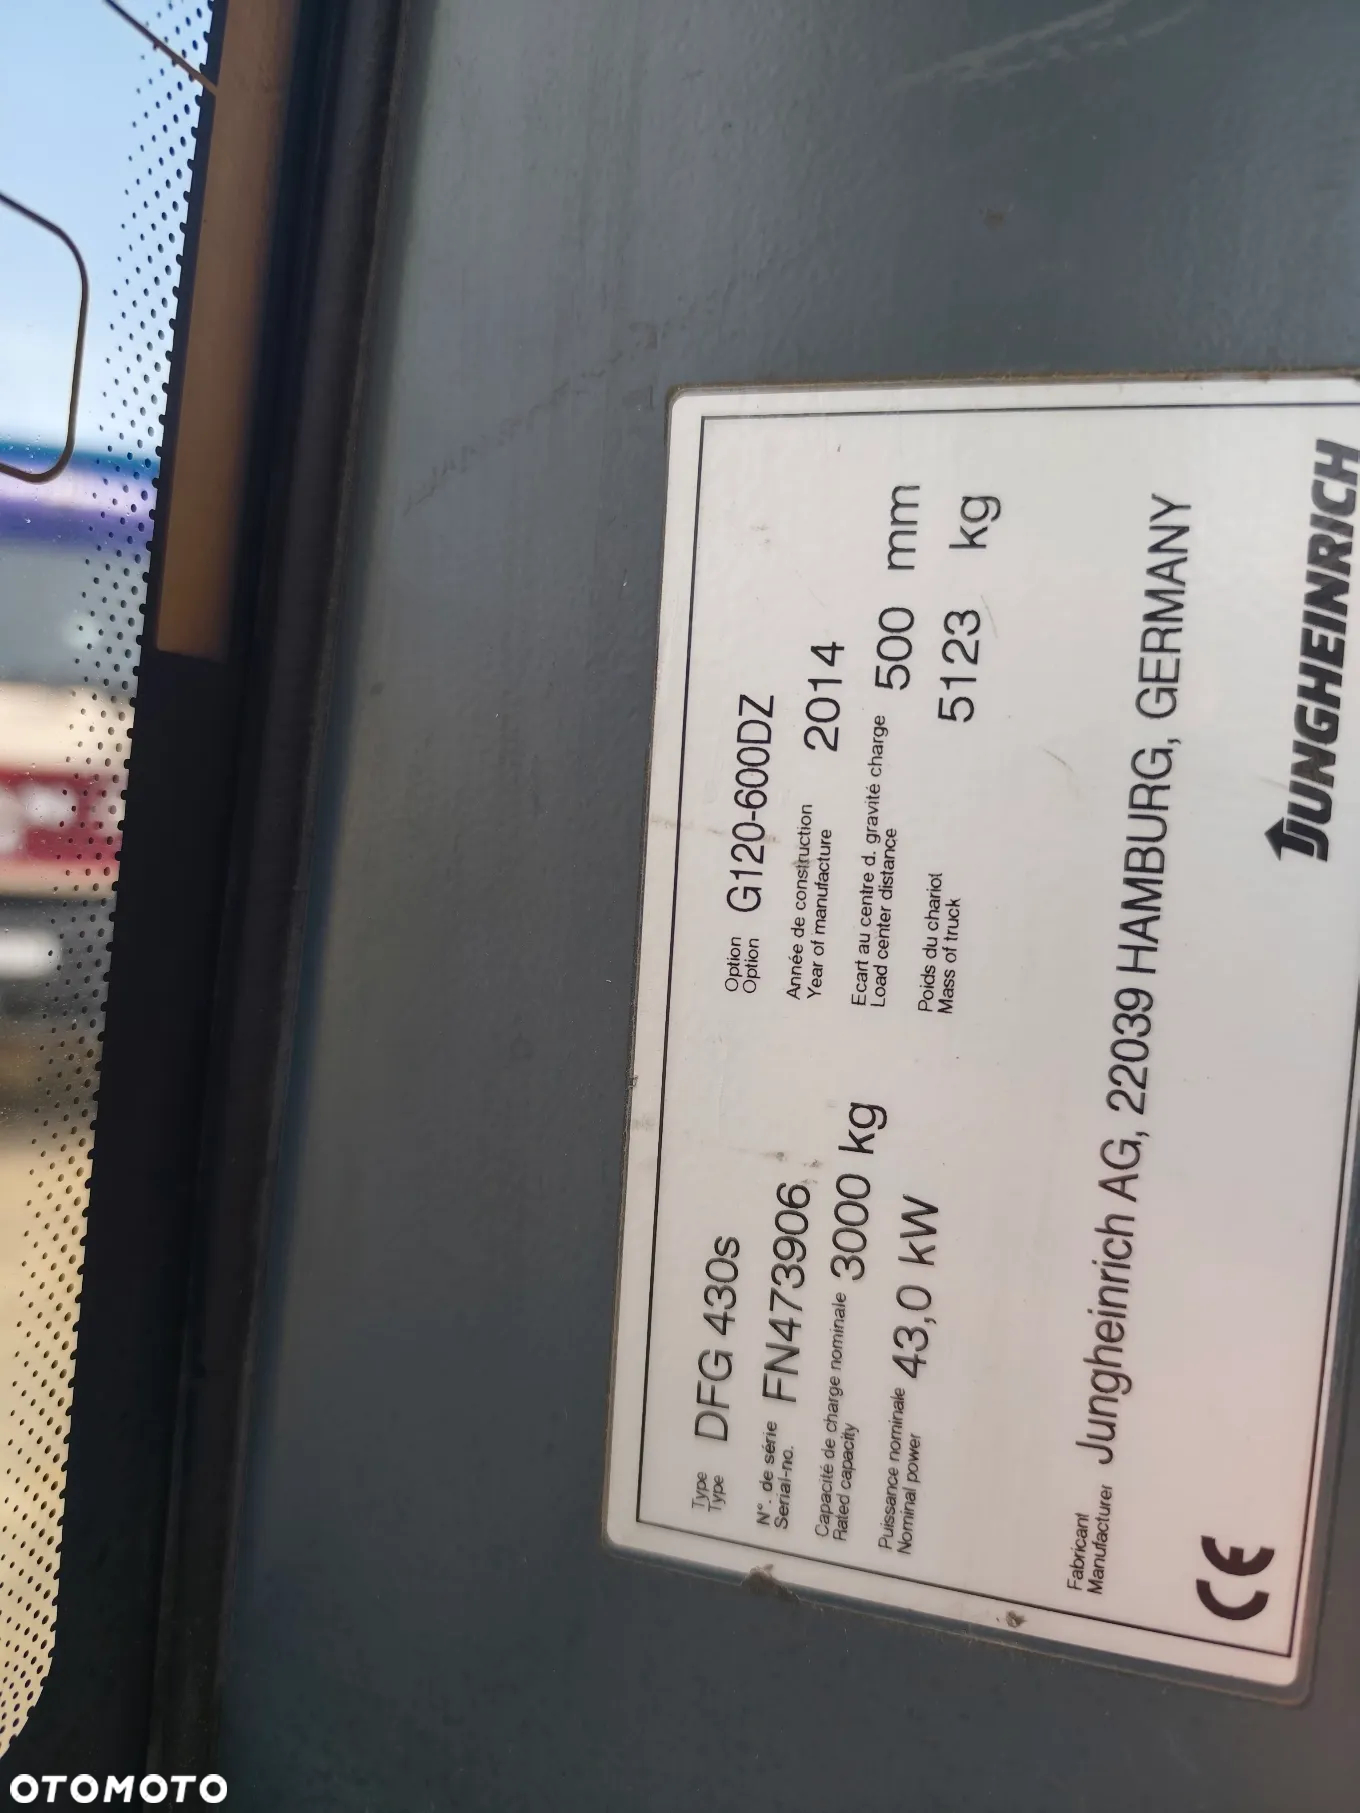 Type
Type DFG 430s
Option
Option G120-600DZ
N°. de série
Serial-no. FN473906
Année de construction
Year of manufacture 2014
Capacité de charge nominale
Rated capacity 3000 kg
Ecart au centre d. gravité charge
Load center distance 500 mm
Puissance nominale
Nominal power 43,0 kW
Poids du chariot
Mass of truck 5123 kg
Fabricant
Manufacturer Jungheinrich AG, 22039 HAMBURG, GERMANY
CE
JUNGHEINRICH
OTOMOTO